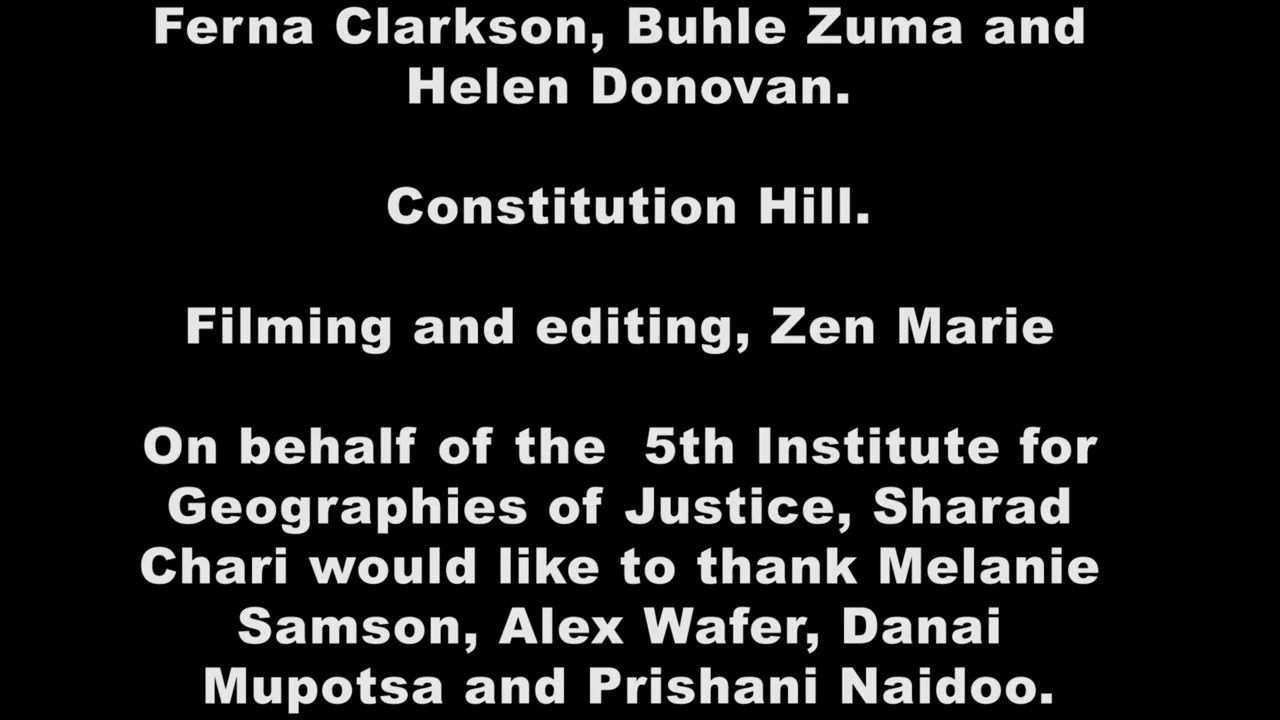 Ferna Clarkson, Buhle Zuma and
Helen Donovan.
Constitution Hill.
Filming and editing, Zen Marie
On behalf of the  5th Institute for
Geographies of Justice, Sharad
Chari would like to thank Melanie
Samson, Alex Wafer, Danai
Mupotsa and Prishani Naidoo.